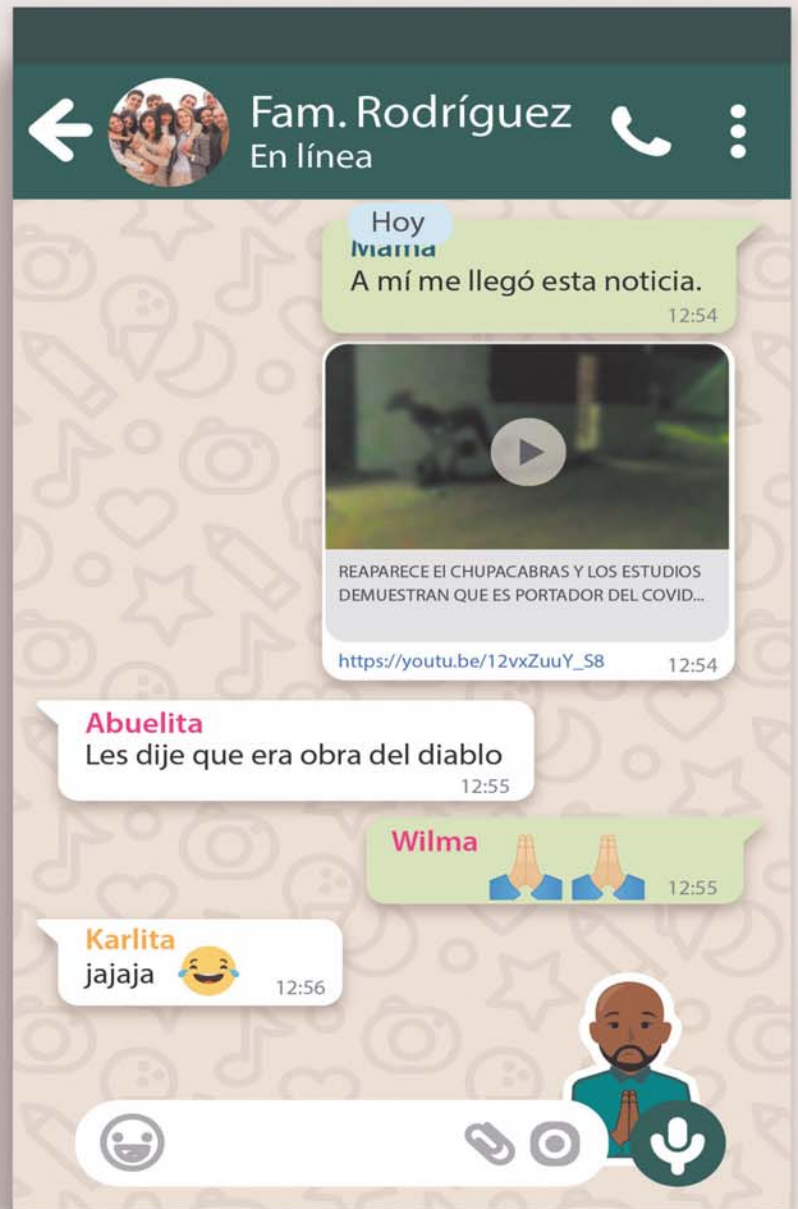 Fam. Rodríguez
En línea
Hoy
Mamá
A mí me llegó esta noticia.
12:54
REAPARECE El CHUPACABRAS Y LOS ESTUDIOS
DEMUESTRAN QUE ES PORTADOR DEL COVID...
https://youtu.be/12vxZuuY_S8 12:54
Abuelita
Les dije que era obra del diablo
12:55
Wilma
12:55
Karlita
jajaja 12:56